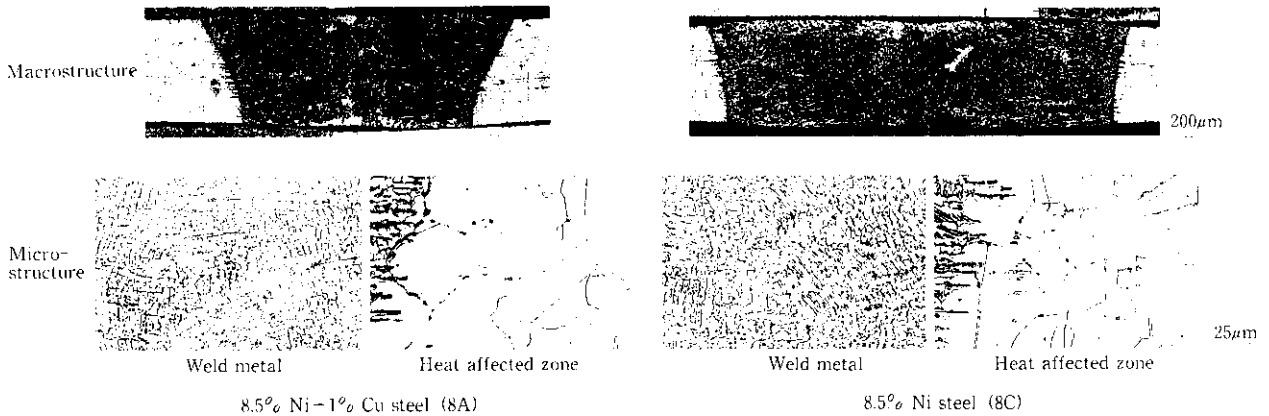 Macrostructure
200μm
Micro-
structure
25μm
Weld metal
Heat affected zone
Weld metal
Heat affected zone
8.5% Ni-1% Cu steel (8A)
8.5% Ni steel (8C)